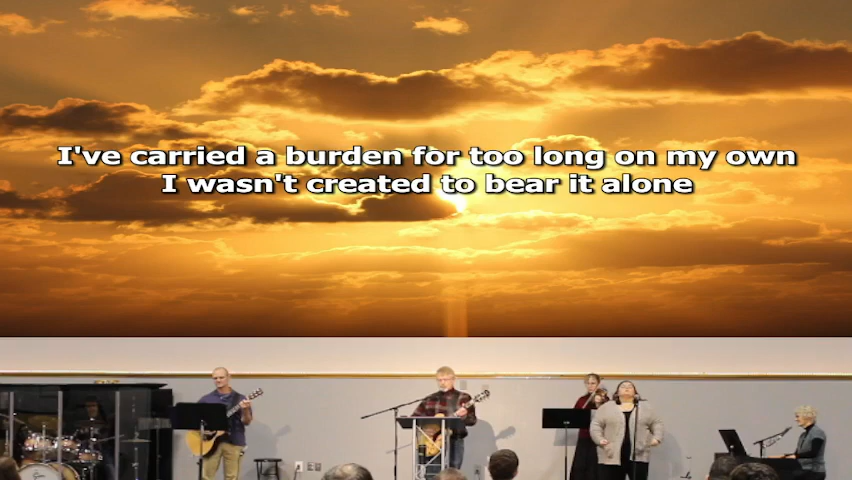 I've carried a burden for too long on my own
I wasn't created to bear it alone